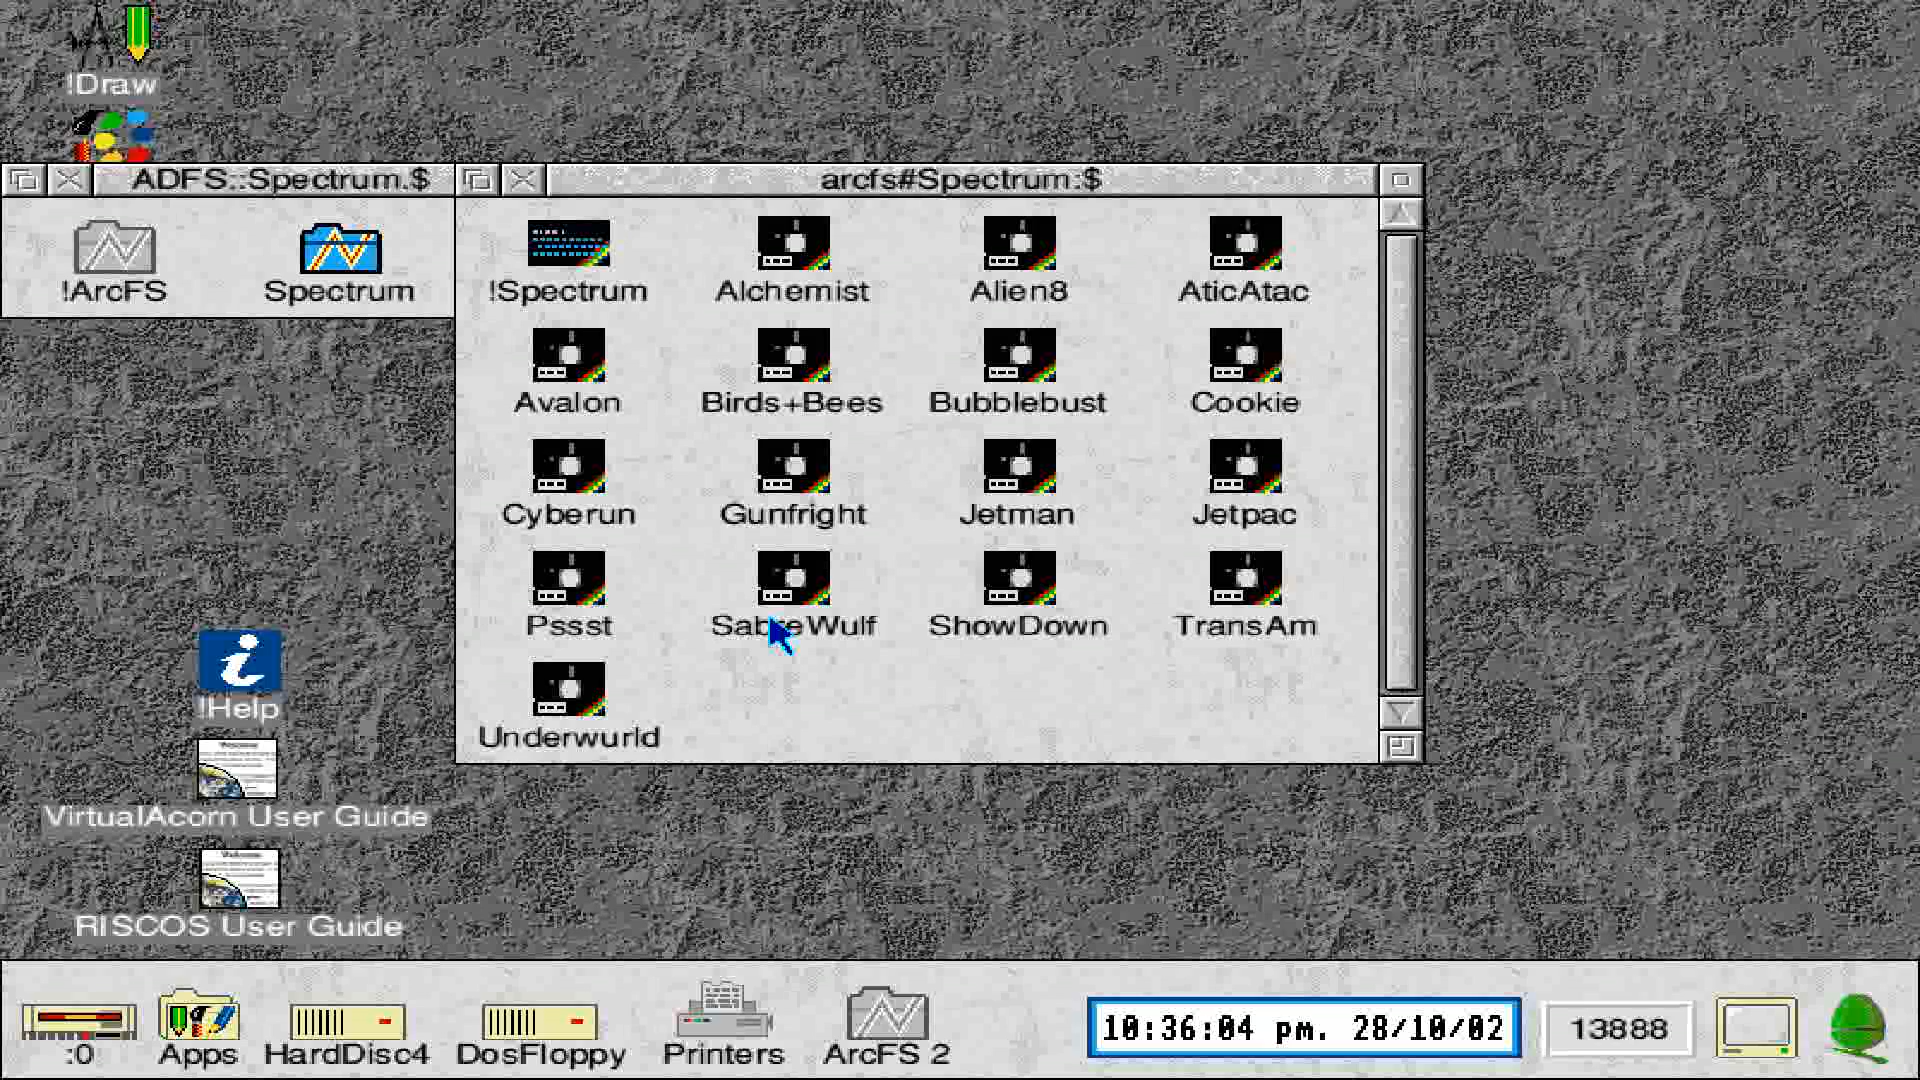 !Draw
ADFS::Spectrum.$
arcfs#Spectrum:$
!ArcFS Spectrum
!Spectrum Alchemist Alien8 AticAtac
Avalon Birds+Bees Bubblebust Cookie
Cyberun Gunfright Jetman Jetpac
Pssst SabreWulf ShowDown TransAm
Underwurld
!Help
VirtualAcorn User Guide
RISCOS User Guide
:0 Apps HardDisc4 DosFloppy Printers ArcFS 2
10:36:04 pm. 28/10/02
13888